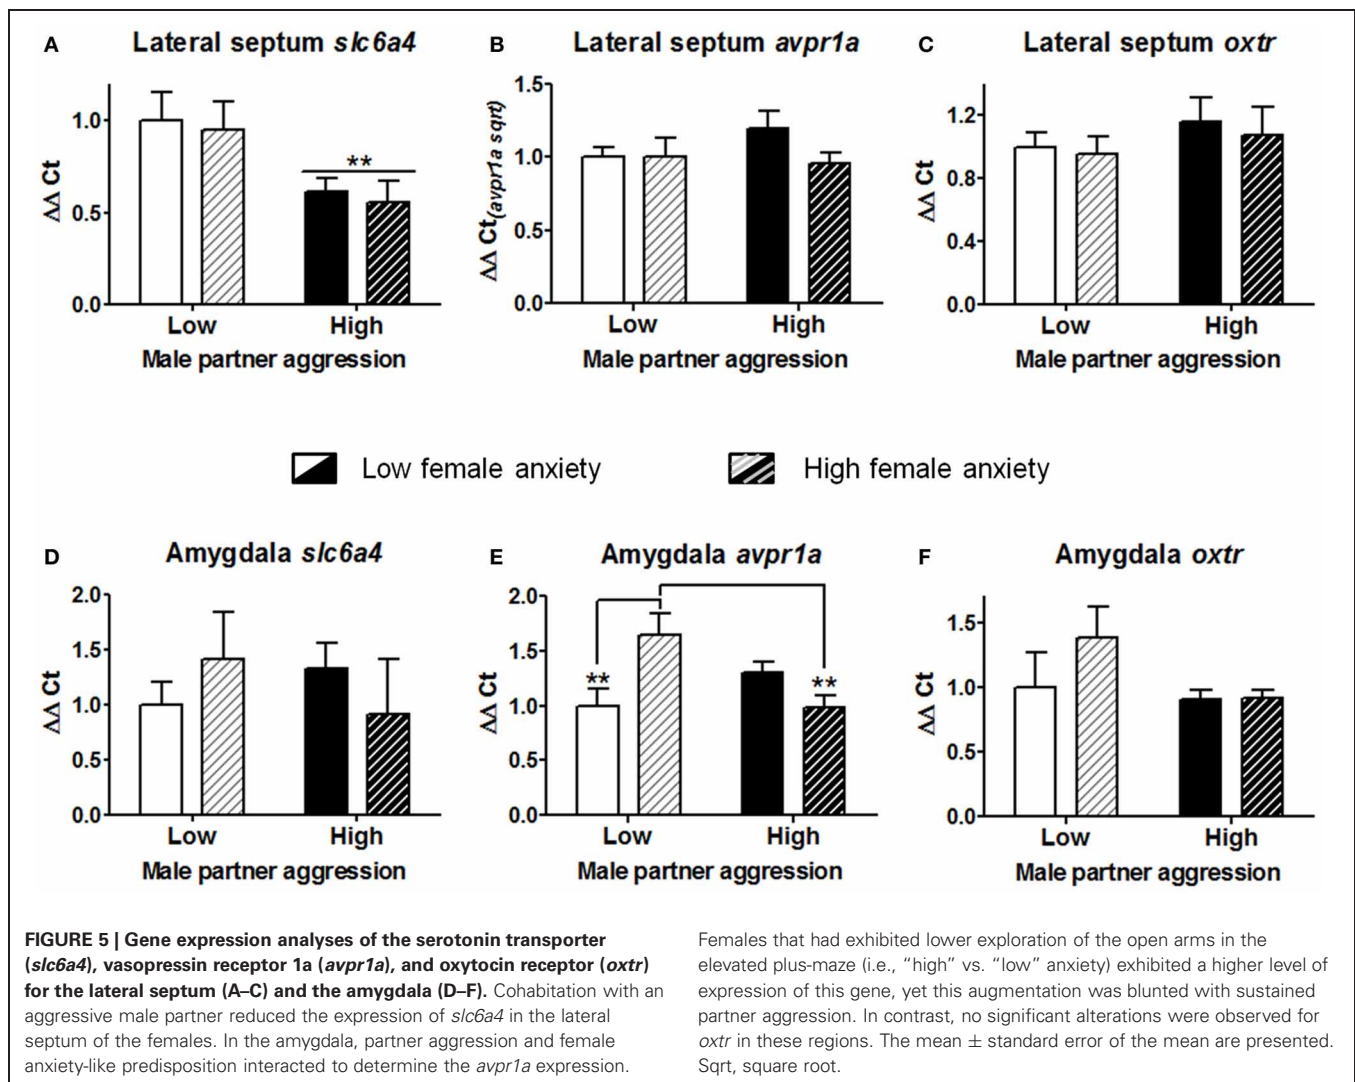 A Lateral septum slc6a4
1.0
0.5
0.0
ΔΔ Ct
**
Low High
Male partner aggression
B Lateral septum avpr1a
1.5
1.0
0.5
0.0
ΔΔ Ct(avpr1a sqrt)
Low High
Male partner aggression
C Lateral septum oxtr
1.2
0.8
0.4
0.0
ΔΔ Ct
Low High
Male partner aggression
Low female anxiety
High female anxiety
D Amygdala slc6a4
2.0
1.5
1.0
0.5
0.0
ΔΔ Ct
Low High
Male partner aggression
E Amygdala avpr1a
2.0
1.5
1.0
0.5
0.0
ΔΔ Ct
** **
Low High
Male partner aggression
F Amygdala oxtr
1.5
1.0
0.5
0.0
ΔΔ Ct
Low High
Male partner aggression
FIGURE 5 | Gene expression analyses of the serotonin transporter
(slc6a4), vasopressin receptor 1a (avpr1a), and oxytocin receptor (oxtr)
for the lateral septum (A–C) and the amygdala (D–F). Cohabitation with an
aggressive male partner reduced the expression of slc6a4 in the lateral
septum of the females. In the amygdala, partner aggression and female
anxiety-like predisposition interacted to determine the avpr1a expression.
Females that had exhibited lower exploration of the open arms in the
elevated plus-maze (i.e., “high” vs. “low” anxiety) exhibited a higher level of
expression of this gene, yet this augmentation was blunted with sustained
partner aggression. In contrast, no significant alterations were observed for
oxtr in these regions. The mean ± standard error of the mean are presented.
Sqrt, square root.